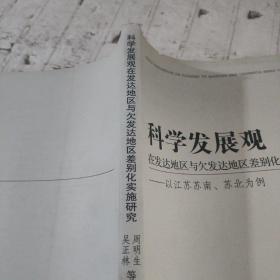 科学发展观在发达地区与欠发达地区差别化实施研究
周明生
吴正林 等
科学发展观
在发达地区与欠发达地区差别化
——以江苏苏南、苏北为例